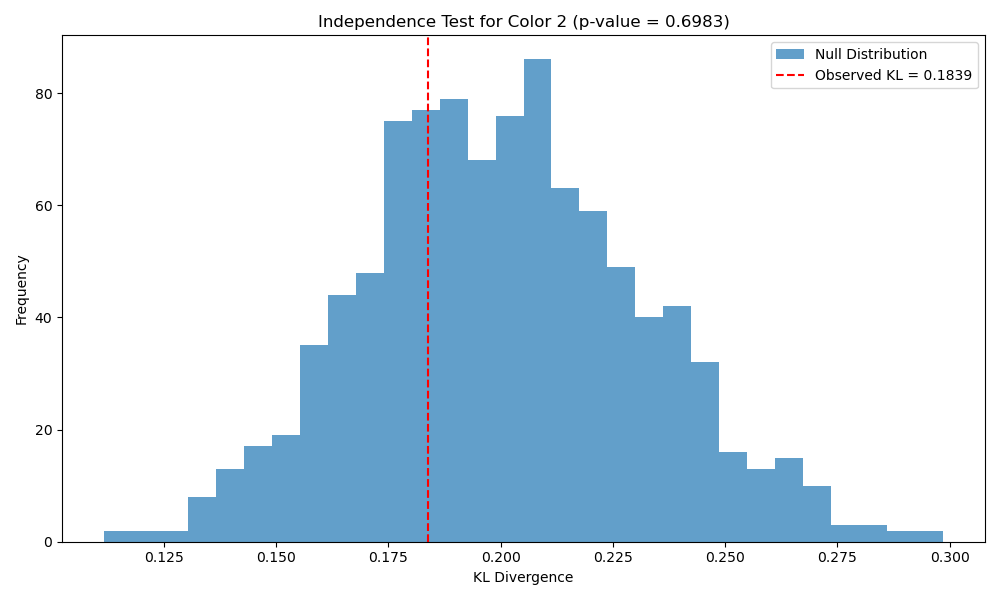 Independence Test for Color 2 (p-value = 0.6983)
Null Distribution
Observed KL = 0.1839
Frequency
80
60
40
20
0
0.125 0.150 0.175 0.200 0.225 0.250 0.275 0.300
KL Divergence